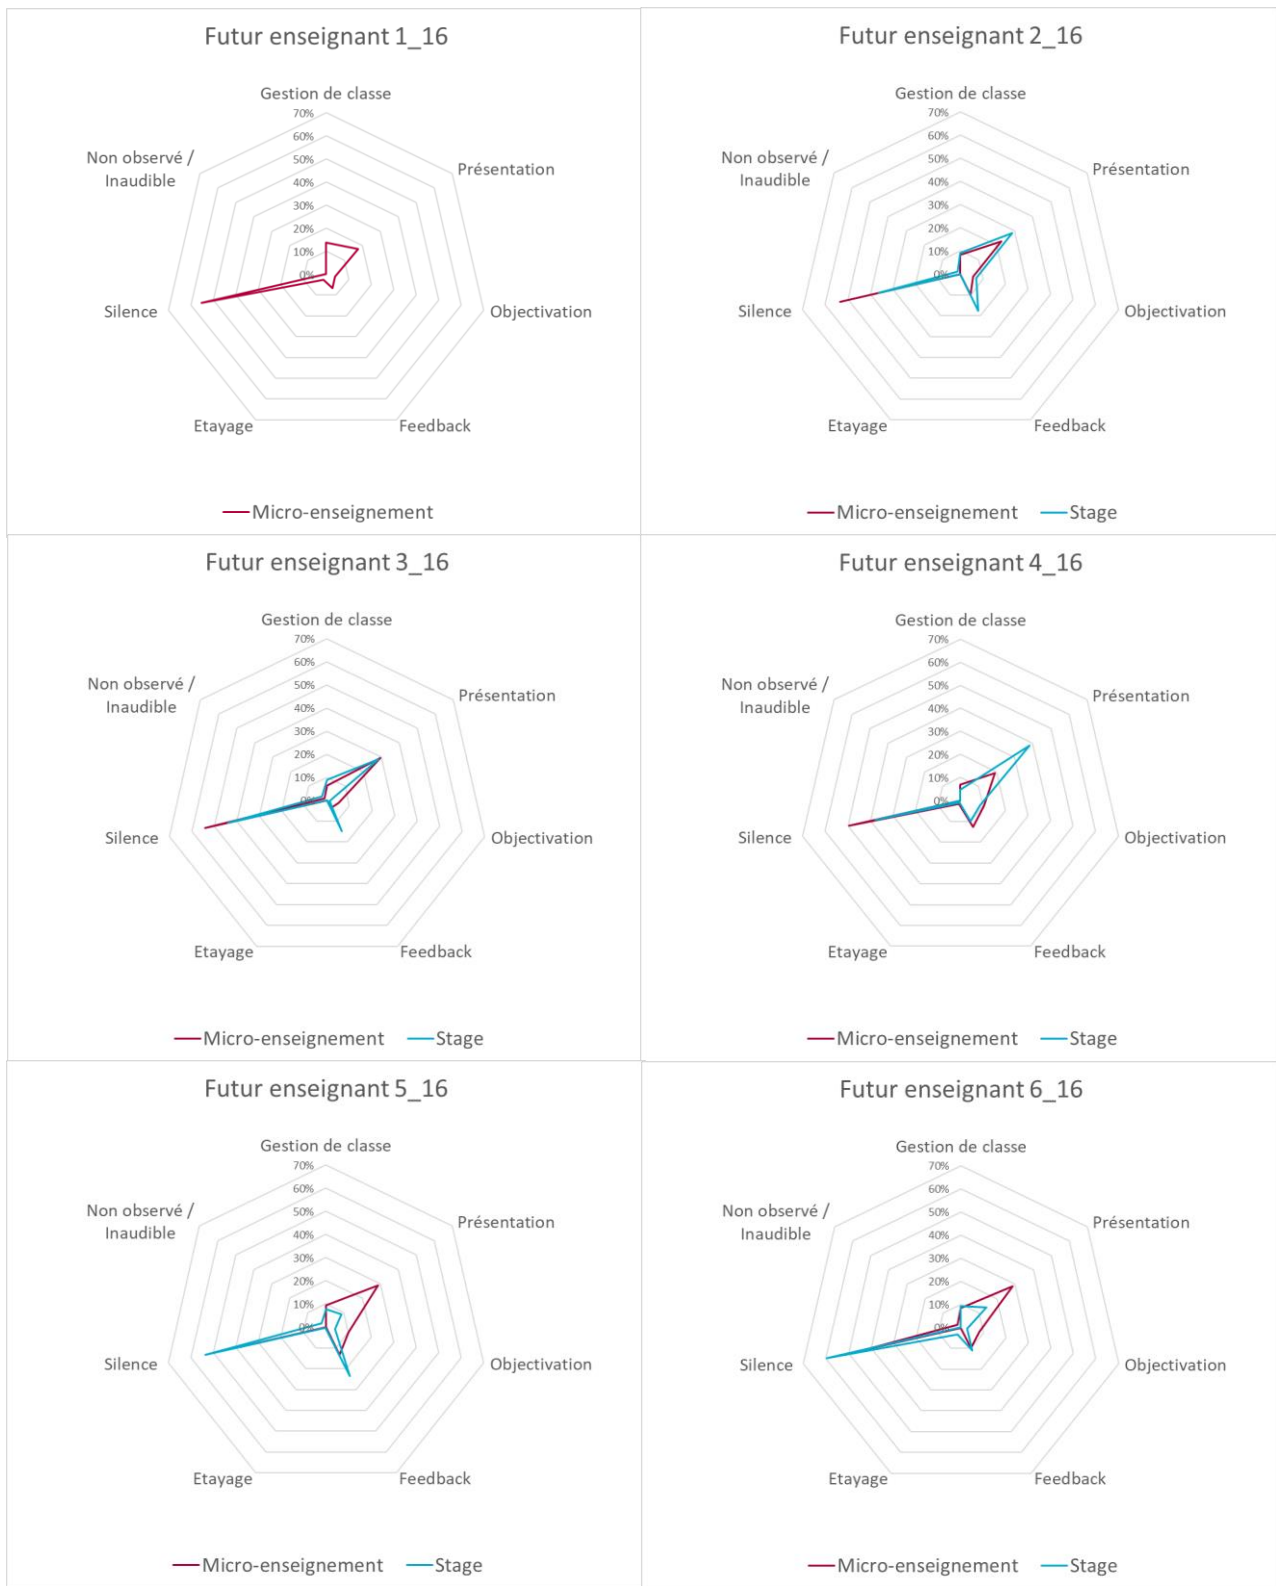 Futur enseignant 1_16
Gestion de classe
70%
60%
50%
40%
30%
20%
10%
0%
Présentation
Objectivation
Feedback
Etayage
Silence
Non observé /
Inaudible
Micro-enseignement
Futur enseignant 2_16
Gestion de classe
70%
60%
50%
40%
30%
20%
10%
0%
Présentation
Objectivation
Feedback
Etayage
Silence
Non observé /
Inaudible
Micro-enseignement Stage
Futur enseignant 3_16
Gestion de classe
70%
60%
50%
40%
30%
20%
10%
0%
Présentation
Objectivation
Feedback
Etayage
Silence
Non observé /
Inaudible
Micro-enseignement Stage
Futur enseignant 4_16
Gestion de classe
70%
60%
50%
40%
30%
20%
10%
0%
Présentation
Objectivation
Feedback
Etayage
Silence
Non observé /
Inaudible
Micro-enseignement Stage
Futur enseignant 5_16
Gestion de classe
70%
60%
50%
40%
30%
20%
10%
0%
Présentation
Objectivation
Feedback
Etayage
Silence
Non observé /
Inaudible
Micro-enseignement Stage
Futur enseignant 6_16
Gestion de classe
70%
60%
50%
40%
30%
20%
10%
0%
Présentation
Objectivation
Feedback
Etayage
Silence
Non observé /
Inaudible
Micro-enseignement Stage